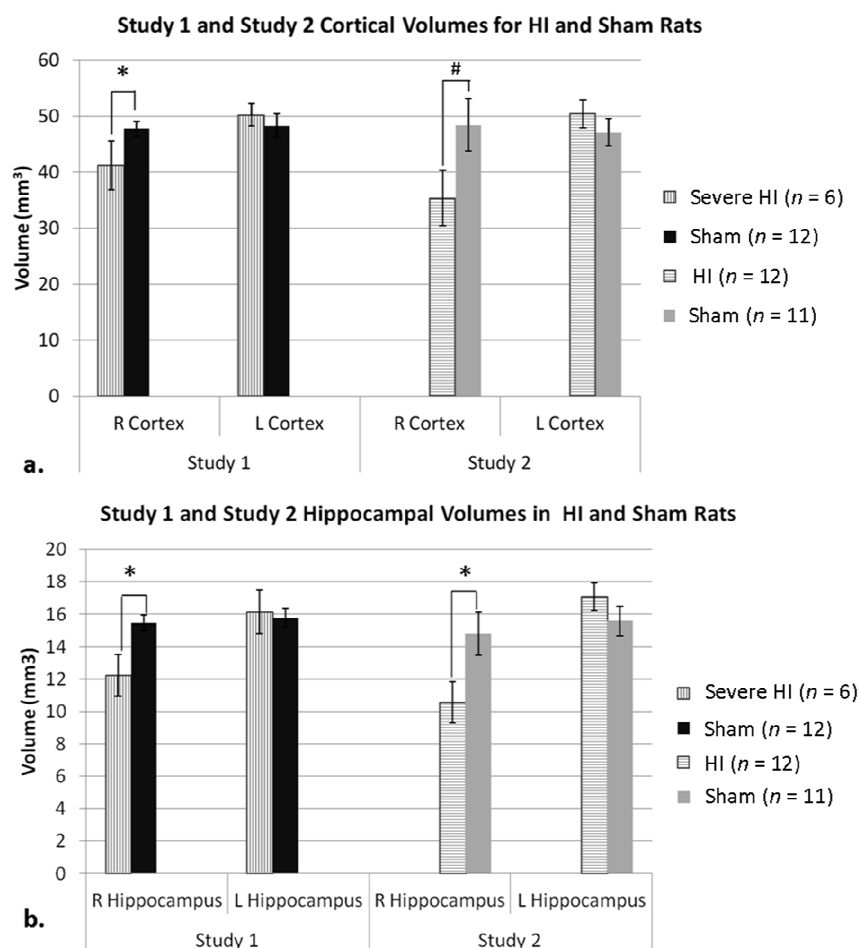 Study 1 and Study 2 Cortical Volumes for HI and Sham Rats
60
50
40
30
20
10
0
Volume (mm³)
*
#
R Cortex
L Cortex
R Cortex
L Cortex
Study 1
Study 2
Severe HI (n = 6)
Sham (n = 12)
HI (n = 12)
Sham (n = 11)
a.
Study 1 and Study 2 Hippocampal Volumes in HI and Sham Rats
20
18
16
14
12
10
8
6
4
2
0
Volume (mm3)
*
*
R Hippocampus
L Hippocampus
R Hippocampus
L Hippocampus
Study 1
Study 2
Severe HI (n = 6)
Sham (n = 12)
HI (n = 12)
Sham (n = 11)
b.